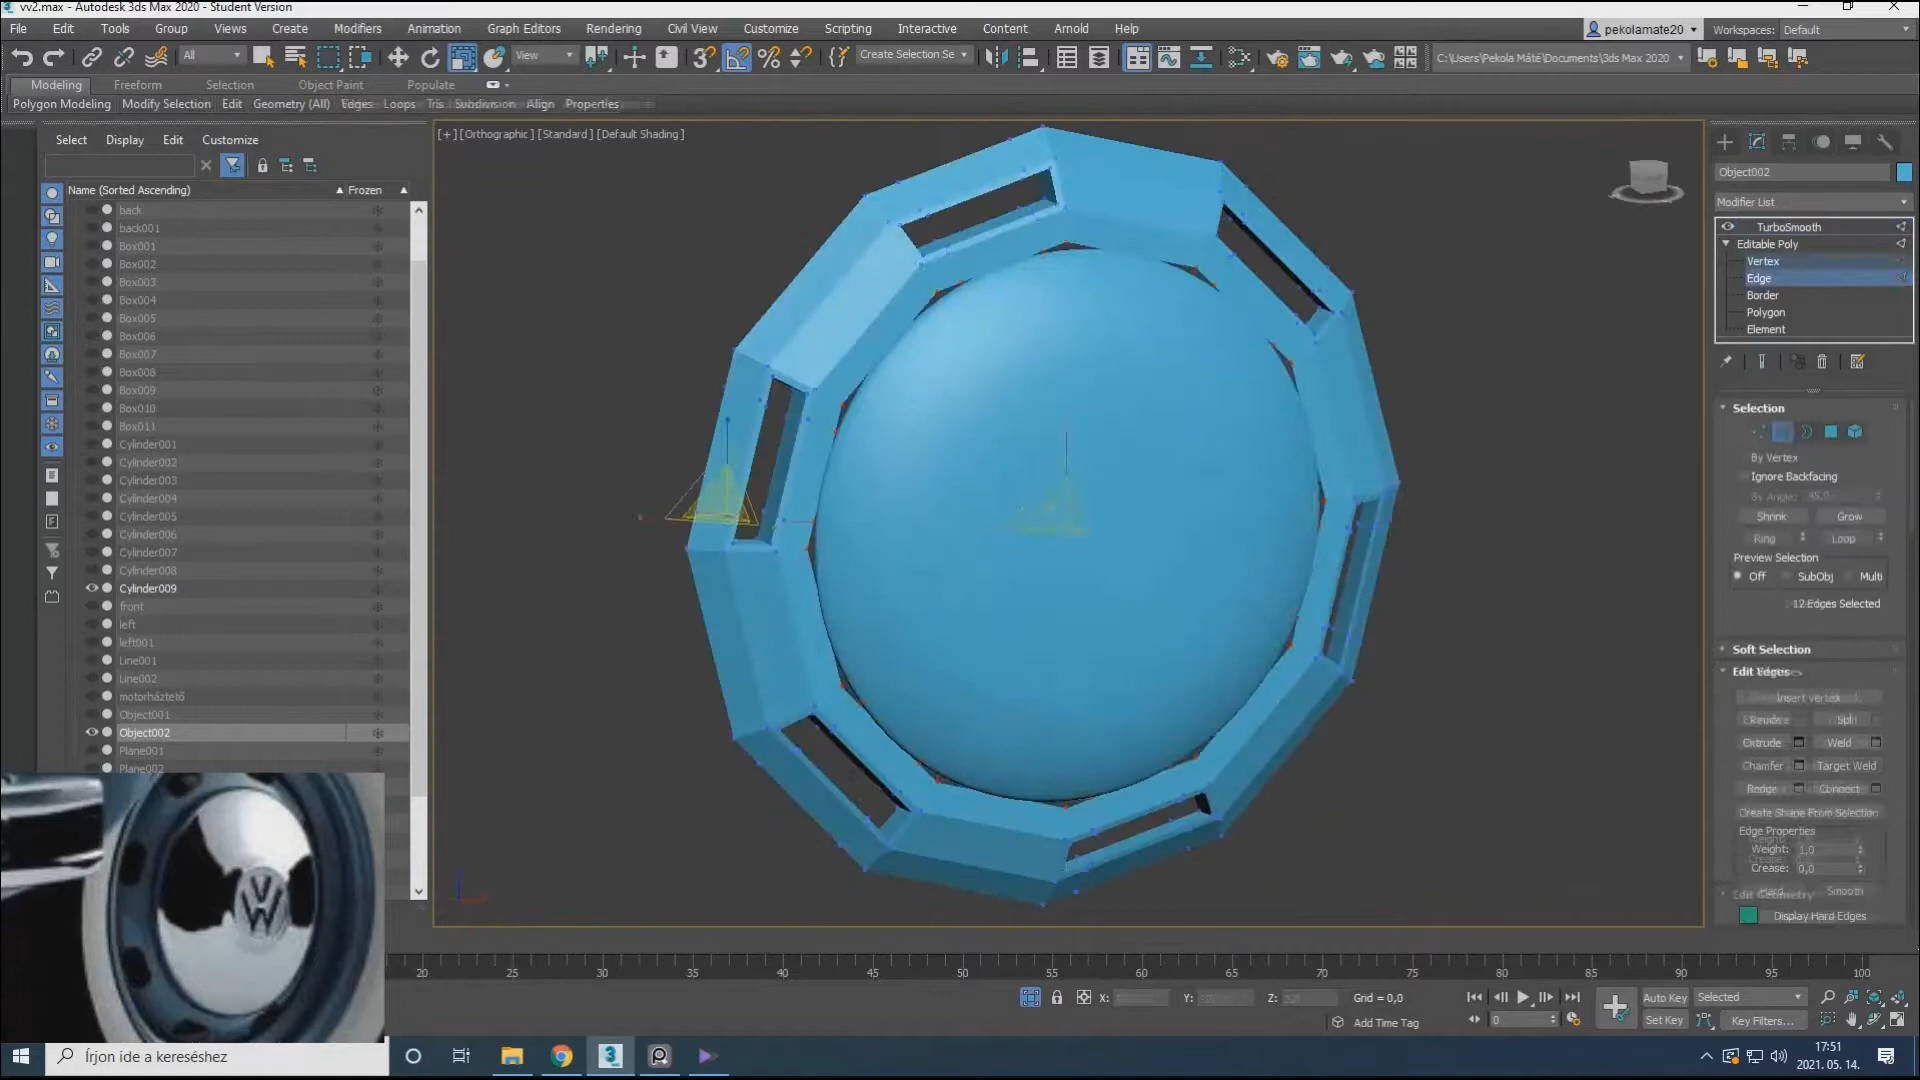 vv2.max - Autodesk 3ds Max 2020 - Student Version
File Edit Tools Group Views Create Modifiers Animation Graph Editors Rendering Civil View Customize Scripting Interactive Content Arnold Help
pekolamate20 Workspaces: Default
All View Create Selection Se C:\Users\Pekola Máté\Documents\3ds Max 2020
Modeling Freeform Selection Object Paint Populate
Polygon Modeling Modify Selection Edit Geometry (All) Edges Loops Tris Subdivision Align Properties
Select Display Edit Customize
[+] [Orthographic] [Standard] [Default Shading]
Name (Sorted Ascending) Frozen
back
back001
Box001
Box002
Box003
Box004
Box005
Box006
Box007
Box008
Box009
Box010
Box011
Cylinder001
Cylinder002
Cylinder003
Cylinder004
Cylinder005
Cylinder006
Cylinder007
Cylinder008
Cylinder009
front
left
left001
Line001
Line002
motorháztető
Object001
Object002
Plane001
Plane002
Object002
Modifier List
TurboSmooth
Editable Poly
Vertex
Edge
Border
Polygon
Element
Selection
By Vertex
Ignore Backfacing
By Angle: 45,0
Shrink Grow
Ring Loop
Preview Selection
Off SubObj Multi
12 Edges Selected
Soft Selection
Edit Edges
Insert Vertex
Split
Extrude Weld
Chamfer Target Weld
Connect
Create Shape From Selection
Edge Properties
Weight: 1,0
Crease: 0,0
Hard Smooth
Edit Geometry
Display Hard Edges
20 25 30 35 40 45 50 55 60 65 70 75 80 85 90 95 100
X: Y: Z: Grid = 0,0
Add Time Tag
0
Auto Key Selected
Set Key Key Filters...
Írjon ide a kereséshez
17:51
2021. 05. 14.